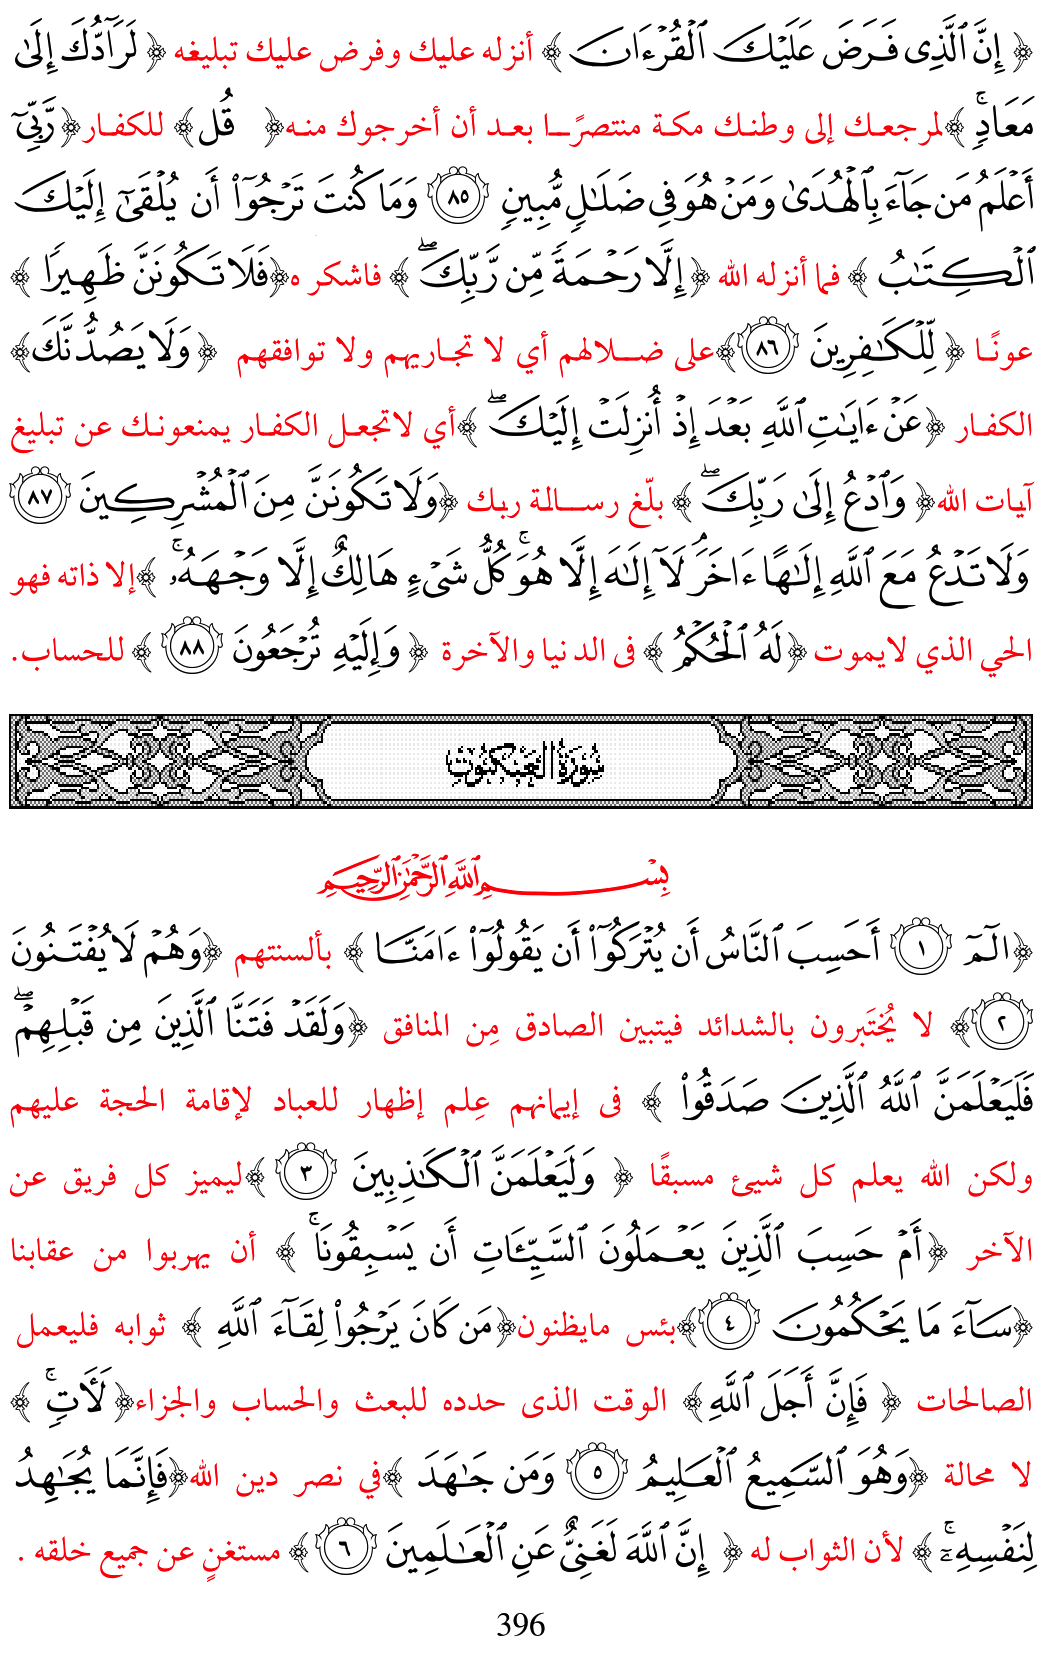 ﴿ إِنَّ ٱلَّذِى فَرَضَ عَلَيْكَ ٱلْقُرْءَانَ ﴾ أنزله عليك وفرض عليك تبليغه ﴿ لَرَآدُّكَ إِلَىٰ
مَعَادٍۚ ﴾ لمرجعك إلى وطنك مكة منتصرًا بعد أن أخرجوك منه ﴿ قُل ﴾ للكفار ﴿ رَّبِّىٓ
أَعْلَمُ مَن جَآءَ بِٱلْهُدَىٰ وَمَنْ هُوَ فِى ضَلَـٰلٍ مُّبِينٍ ٨٥ وَمَا كُنتَ تَرْجُوٓا۟ أَن يُلْقَىٰٓ إِلَيْكَ
ٱلْكِتَـٰبُ ﴾ فما أنزله الله ﴿ إِلَّا رَحْمَةً مِّن رَّبِّكَۖ ﴾ فاشكره ﴿ فَلَا تَكُونَنَّ ظَهِيرًا ﴾
عونًا ﴿ لِّلْكَـٰفِرِينَ ٨٦ ﴾ على ضلالهم أي لا تجاريهم ولا توافقهم ﴿ وَلَا يَصُدُّنَّكَ ﴾
الكفار ﴿ عَنْ ءَايَـٰتِ ٱللَّهِ بَعْدَ إِذْ أُنزِلَتْ إِلَيْكَۖ ﴾ أي لاتجعل الكفار يمنعونك عن تبليغ
آيات الله ﴿ وَٱدْعُ إِلَىٰ رَبِّكَۖ ﴾ بلّغ رسالة ربك ﴿ وَلَا تَكُونَنَّ مِنَ ٱلْمُشْرِكِينَ ٨٧
وَلَا تَدْعُ مَعَ ٱللَّهِ إِلَـٰهًا ءَاخَرَۘ لَآ إِلَـٰهَ إِلَّا هُوَۚ كُلُّ شَىْءٍ هَالِكٌ إِلَّا وَجْهَهُۥۚ ﴾ إلا ذاته فهو
الحي الذي لايموت ﴿ لَهُ ٱلْحُكْمُ ﴾ فى الدنيا والآخرة ﴿ وَإِلَيْهِ تُرْجَعُونَ ٨٨ ﴾ للحساب.
سُورَةُ الْعَنْكَبُوتِ
بِسْمِ ٱللَّهِ ٱلرَّحْمَـٰنِ ٱلرَّحِيمِ
﴿ الٓمٓ ١ أَحَسِبَ ٱلنَّاسُ أَن يُتْرَكُوٓا۟ أَن يَقُولُوٓا۟ ءَامَنَّا ﴾ بألسنتهم ﴿ وَهُمْ لَا يُفْتَنُونَ
٢ ﴾ لا يُختَبرون بالشدائد فيتبين الصادق مِن المنافق ﴿ وَلَقَدْ فَتَنَّا ٱلَّذِينَ مِن قَبْلِهِمْۖ
فَلَيَعْلَمَنَّ ٱللَّهُ ٱلَّذِينَ صَدَقُوا۟ ﴾ فى إيمانهم عِلم إظهار للعباد لإقامة الحجة عليهم
ولكن الله يعلم كل شيئ مسبقًا ﴿ وَلَيَعْلَمَنَّ ٱلْكَـٰذِبِينَ ٣ ﴾ ليميز كل فريق عن
الآخر ﴿ أَمْ حَسِبَ ٱلَّذِينَ يَعْمَلُونَ ٱلسَّيِّـَٔاتِ أَن يَسْبِقُونَاۚ ﴾ أن يهربوا من عقابنا
﴿ سَآءَ مَا يَحْكُمُونَ ٤ ﴾ بئس مايظنون ﴿ مَن كَانَ يَرْجُوا۟ لِقَآءَ ٱللَّهِ ﴾ ثوابه فليعمل
الصالحات ﴿ فَإِنَّ أَجَلَ ٱللَّهِ ﴾ الوقت الذى حدده للبعث والحساب والجزاء ﴿ لَـَٔاتٍۚ ﴾
لا محالة ﴿ وَهُوَ ٱلسَّمِيعُ ٱلْعَلِيمُ ٥ وَمَن جَـٰهَدَ ﴾ في نصر دين الله ﴿ فَإِنَّمَا يُجَـٰهِدُ
لِنَفْسِهِۦٓۚ ﴾ لأن الثواب له ﴿ إِنَّ ٱللَّهَ لَغَنِىٌّ عَنِ ٱلْعَـٰلَمِينَ ٦ ﴾ مستغنٍ عن جميع خلقه .
396